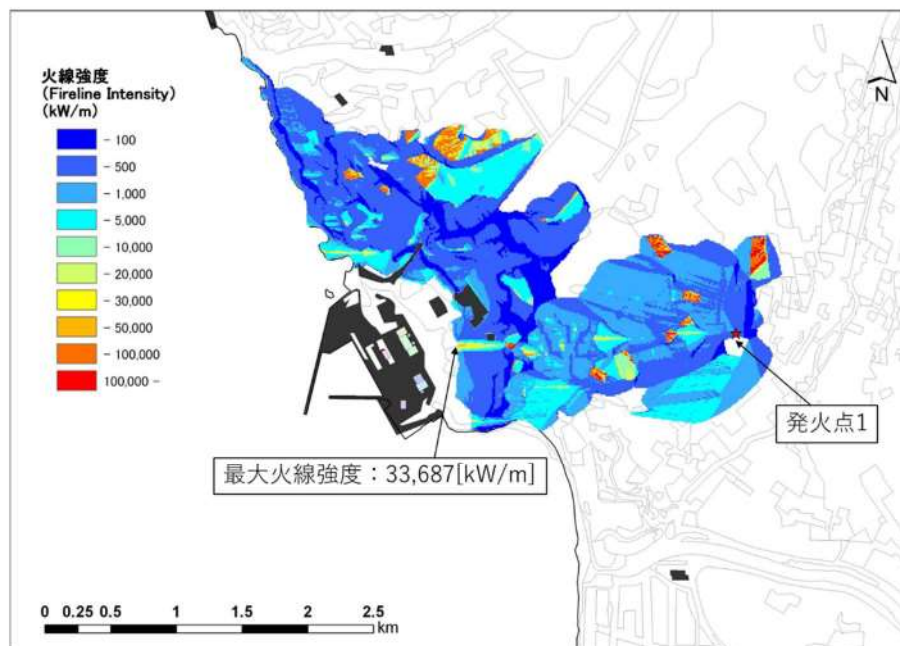 火線強度
(Fireline Intensity)
(kW/m)
- 100
- 500
- 1,000
- 5,000
- 10,000
- 20,000
- 30,000
- 50,000
- 100,000
100,000 -
N
発火点1
最大火線強度：33,687[kW/m]
0 0.25 0.5 1 1.5 2 2.5
km